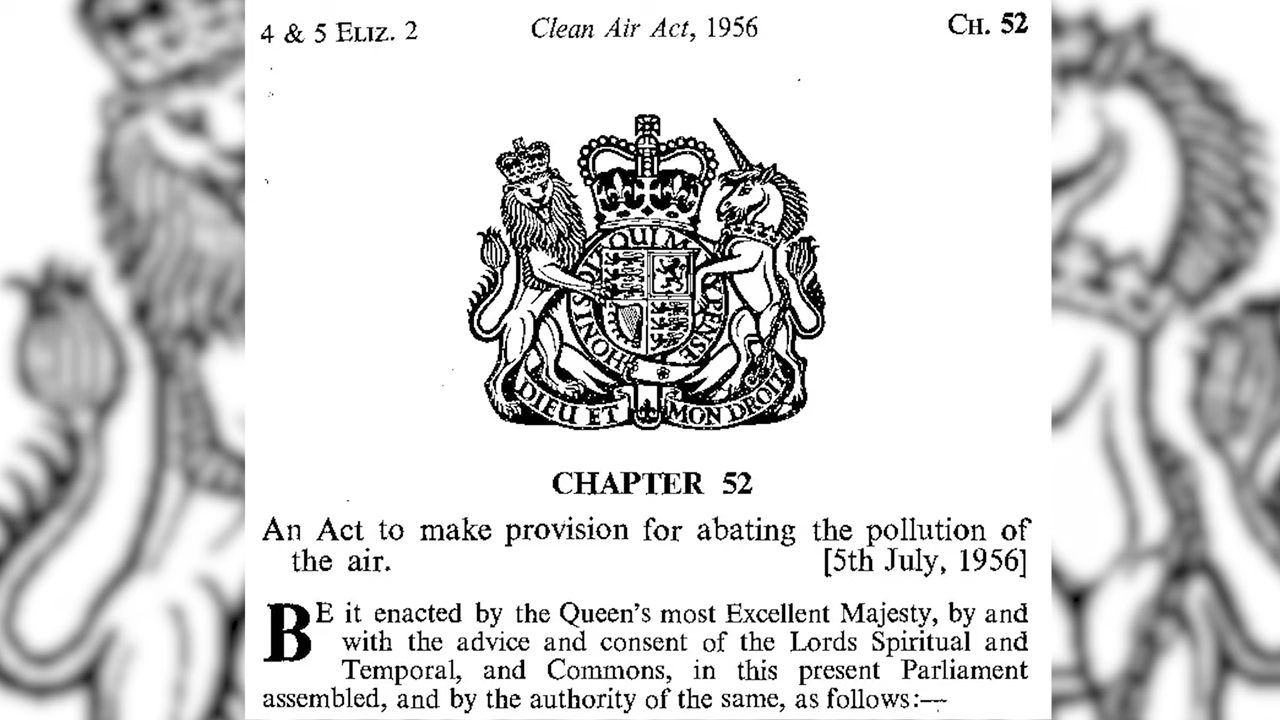 4 & 5 ELIZ. 2 Clean Air Act, 1956 CH. 52
QUI M
HONI SOIT
Y PENSE
DIEU ET MON DROIT
CHAPTER 52
An Act to make provision for abating the pollution of
the air. [5th July, 1956]
BE it enacted by the Queen's most Excellent Majesty, by and
with the advice and consent of the Lords Spiritual and
Temporal, and Commons, in this present Parliament
assembled, and by the authority of the same, as follows:—